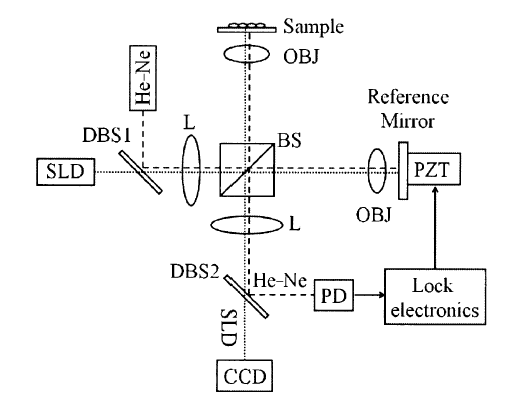 Sample
OBJ
He–Ne
Reference
Mirror
DBS1
L
BS
SLD
PZT
OBJ
L
DBS2
He–Ne
PD
Lock
electronics
SLD
CCD